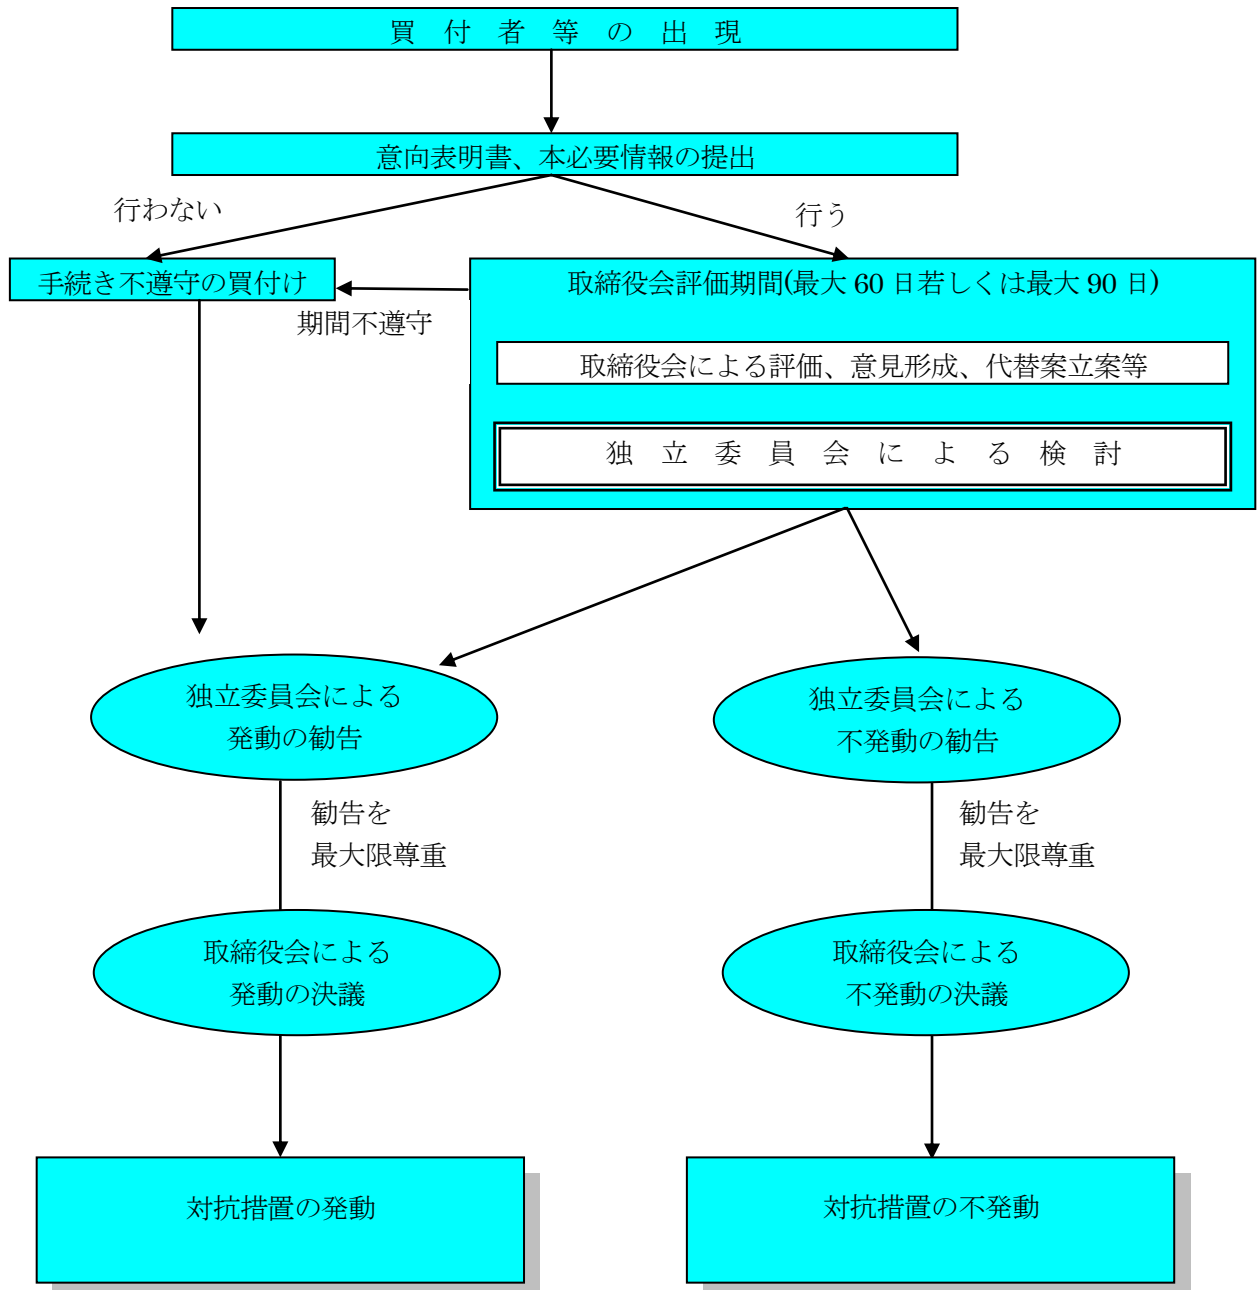 買付者等の出現
意向表明書、本必要情報の提出
行わない
行う
手続き不遵守の買付け
取締役会評価期間(最大 60 日若しくは最大 90 日)
期間不遵守
取締役会による評価、意見形成、代替案立案等
独立委員会による検討
独立委員会による
発動の勧告
独立委員会による
不発動の勧告
勧告を
最大限尊重
勧告を
最大限尊重
取締役会による
発動の決議
取締役会による
不発動の決議
対抗措置の発動
対抗措置の不発動